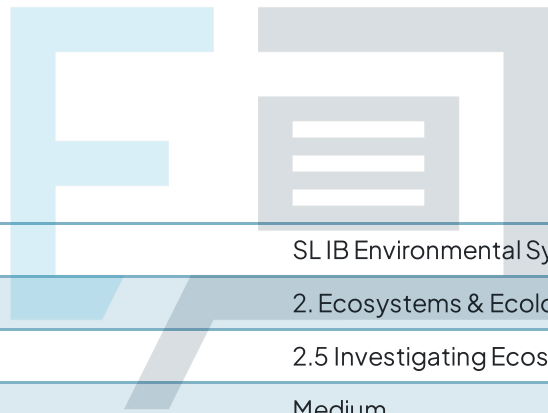 SL IB Environmental Sy
2. Ecosystems & Ecolo
2.5 Investigating Ecos
Medium